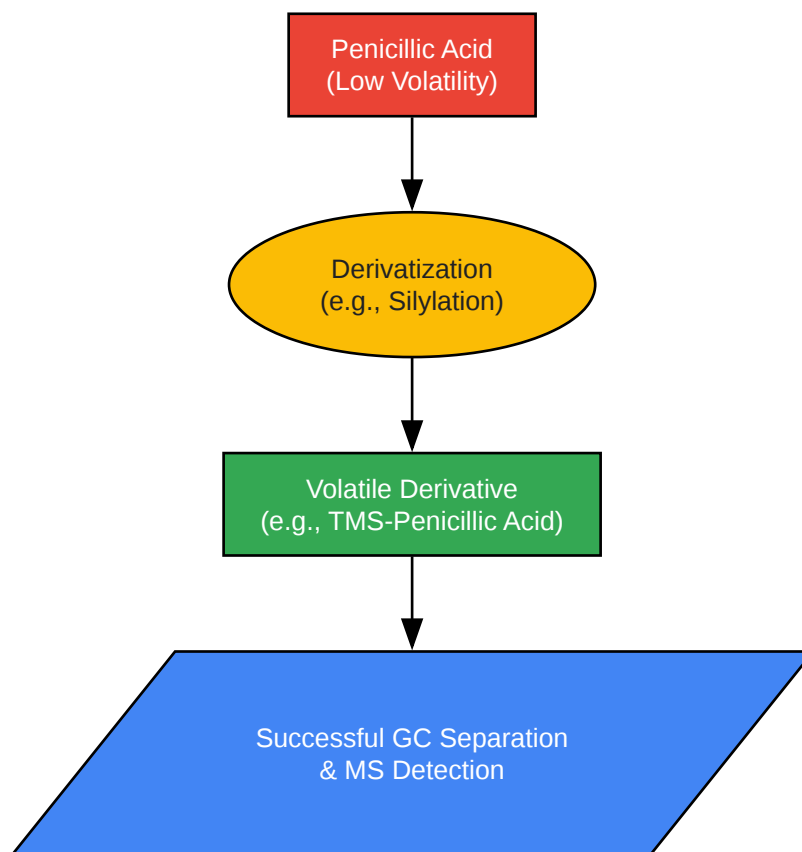 Penicillic Acid
(Low Volatility)
Derivatization
(e.g., Silylation)
Volatile Derivative
(e.g., TMS-Penicillic Acid)
Successful GC Separation
& MS Detection